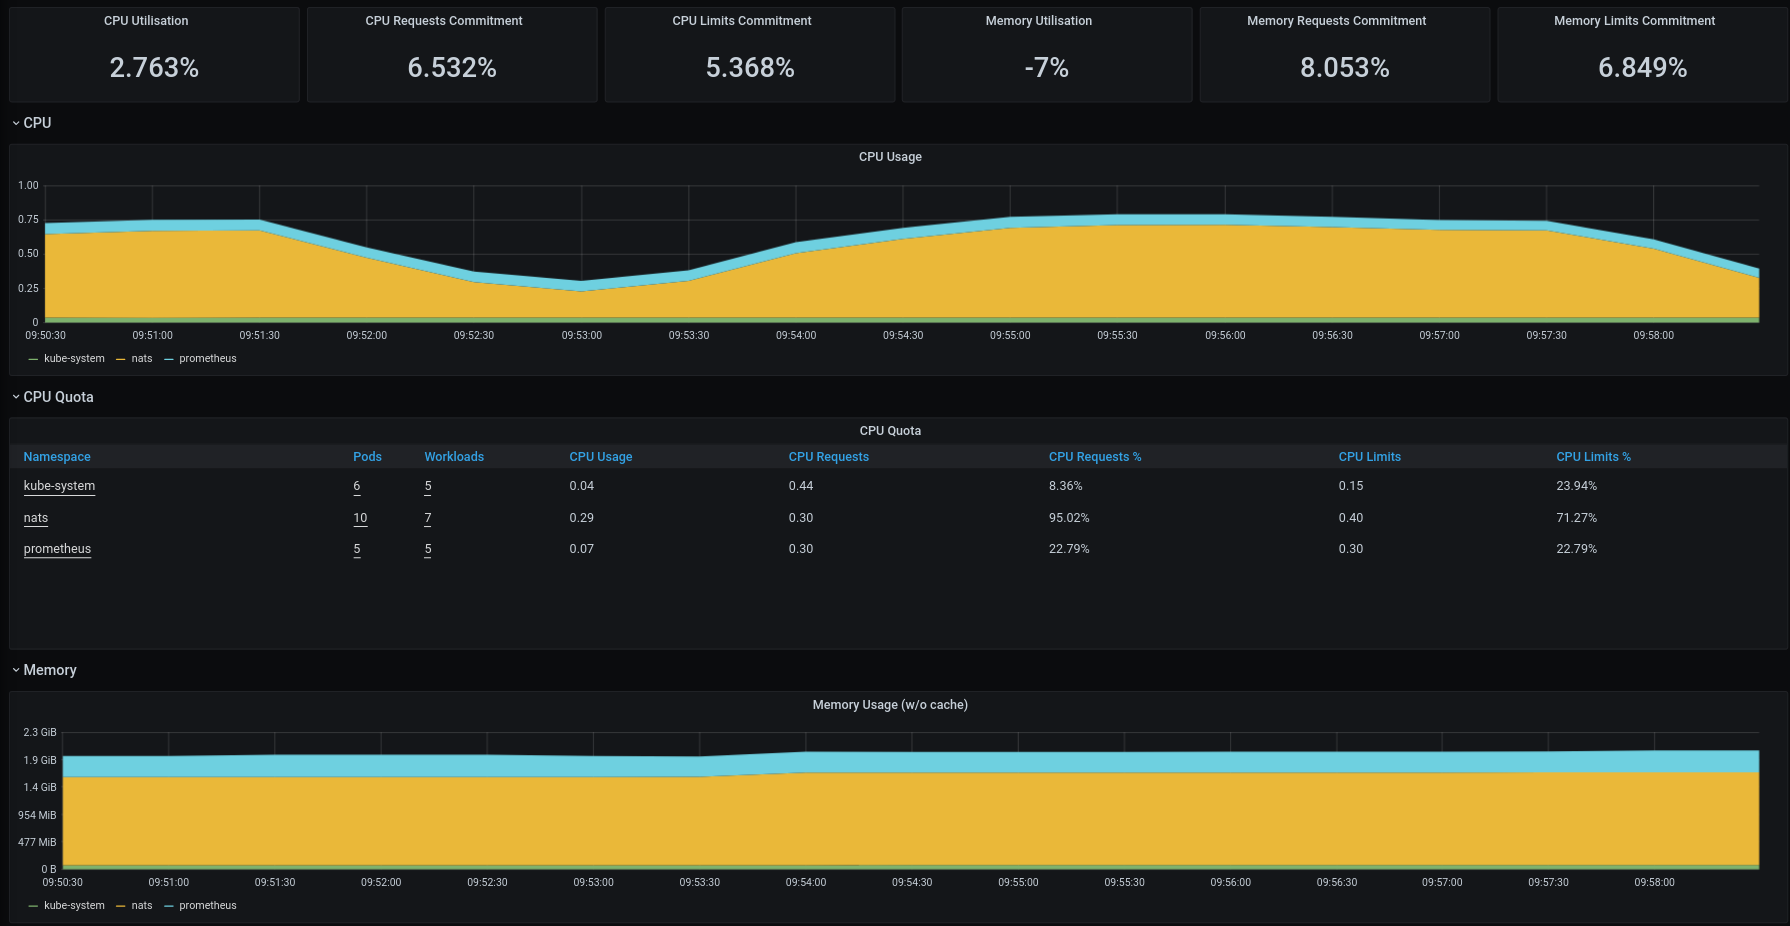 CPU Utilisation CPU Requests Commitment CPU Limits Commitment Memory Utilisation Memory Requests Commitment Memory Limits Commitment
2.763% 6.532% 5.368% -7% 8.053% 6.849%
CPU
CPU Usage
1.00
0.75
0.50
0.25
0
09:50:30 09:51:00 09:51:30 09:52:00 09:52:30 09:53:00 09:53:30 09:54:00 09:54:30 09:55:00 09:55:30 09:56:00 09:56:30 09:57:00 09:57:30 09:58:00
kube-system nats prometheus
CPU Quota
CPU Quota
Namespace Pods Workloads CPU Usage CPU Requests CPU Requests % CPU Limits CPU Limits %
kube-system 6 5 0.04 0.44 8.36% 0.15 23.94%
nats 10 7 0.29 0.30 95.02% 0.40 71.27%
prometheus 5 5 0.07 0.30 22.79% 0.30 22.79%
Memory
Memory Usage (w/o cache)
2.3 GiB
1.9 GiB
1.4 GiB
954 MiB
477 MiB
0 B
09:50:30 09:51:00 09:51:30 09:52:00 09:52:30 09:53:00 09:53:30 09:54:00 09:54:30 09:55:00 09:55:30 09:56:00 09:56:30 09:57:00 09:57:30 09:58:00
kube-system nats prometheus